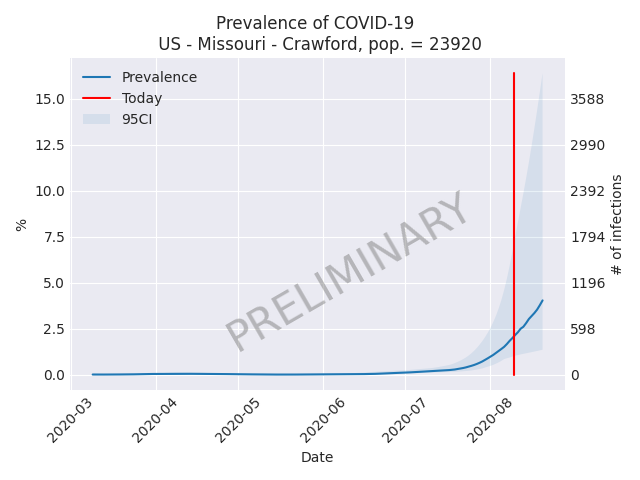 Prevalence of COVID-19
US - Missouri - Crawford, pop. = 23920
Prevalence
Today
95CI
%
15.0
12.5
10.0
7.5
5.0
2.5
0.0
3588
2990
2392
1794
1196
598
0
# of infections
PRELIMINARY
2020-03
2020-04
2020-05
2020-06
2020-07
2020-08
Date